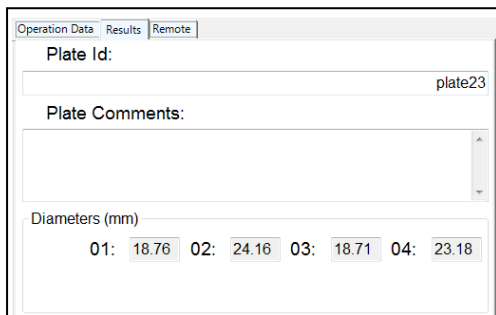 Operation Data Results Remote
Plate Id:
plate23
Plate Comments:
Diameters (mm)
01: 18.76 02: 24.16 03: 18.71 04: 23.18